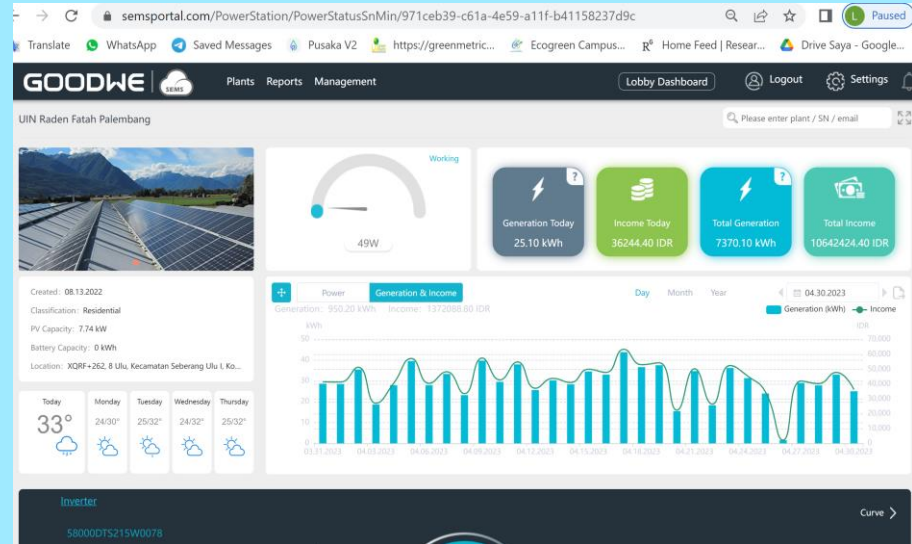 semsportal.com/PowerStation/PowerStatusSnMin/971ceb39-c61a-4e59-a11f-b41158237d9c
L Paused
Translate WhatsApp Saved Messages Pusaka V2 https://greenmetric... Ecogreen Campus... R⁶ Home Feed | Resear... Drive Saya - Google...
GOODWE SEMS Plants Reports Management Lobby Dashboard Logout Settings
UIN Raden Fatah Palembang
Please enter plant / SN / email
Working
49W
? ?
Generation Today Income Today Total Generation Total Income
25.10 kWh 36244.40 IDR 7370.10 kWh 10642424.40 IDR
Created: 08.13.2022
Classification: Residential
PV Capacity: 7.74 kW
Battery Capacity: 0 kWh
Location: XQRF+262, 8 Ulu, Kecamatan Seberang Ulu I, Ko...
Power Generation & Income Day Month Year 04.30.2023
Generation: 950.20 kWh Income: 1372088.80 IDR
Generation (kWh) Income
kWh IDR
50 70,000
40 60,000
50,000
30 40,000
20 30,000
20,000
10 10,000
0 0
03.31.2023 04.03.2023 04.06.2023 04.09.2023 04.12.2023 04.15.2023 04.18.2023 04.21.2023 04.24.2023 04.27.2023 04.30.2023
Today Monday Tuesday Wednesday Thursday
33° 24/30° 25/32° 24/32° 25/32°
Inverter
Curve
S8000DTS215W0078